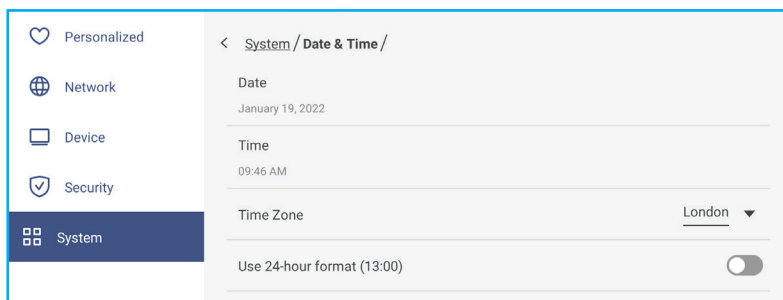 Personalized
Network
Device
Security
System
System / Date & Time /
Date
January 19, 2022
Time
09:46 AM
Time Zone
London
Use 24-hour format (13:00)